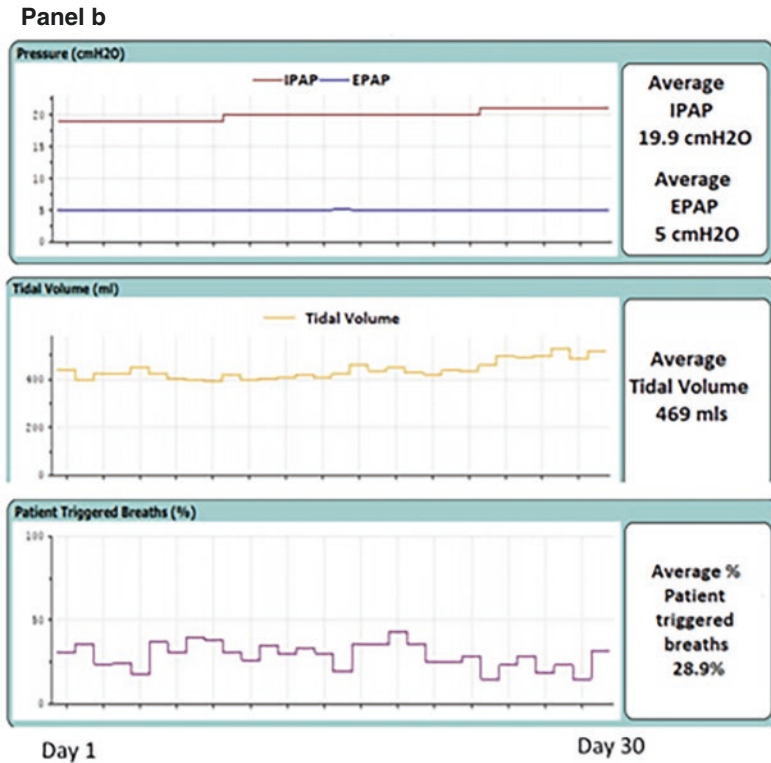 Panel b
Pressure (cmH2O)
IPAP EPAP
20
15
10
5
0
Average
IPAP
19.9 cmH2O
Average
EPAP
5 cmH2O
Tidal Volume (ml)
Tidal Volume
400
200
0
Average
Tidal Volume
469 mls
Patient Triggered Breaths (%)
100
50
0
Average %
Patient
triggered
breaths
28.9%
Day 1
Day 30